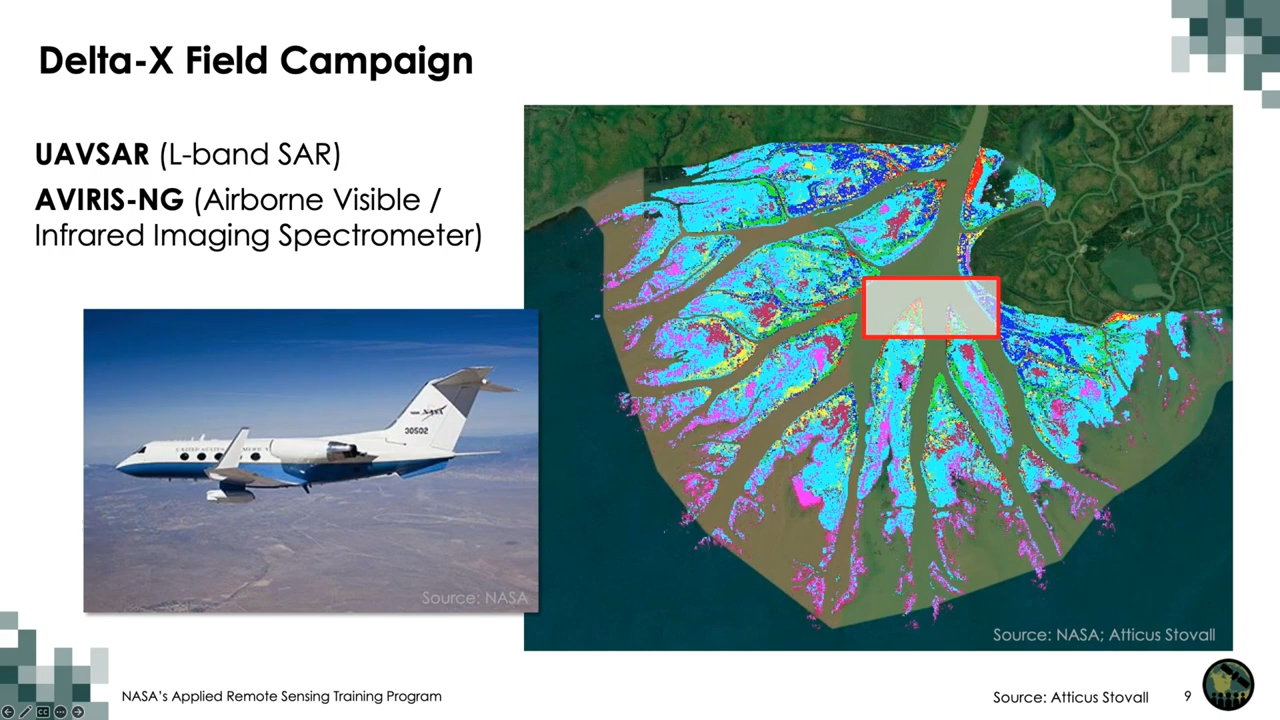 Delta-X Field Campaign
UAVSAR (L-band SAR)
AVIRIS-NG (Airborne Visible /
Infrared Imaging Spectrometer)
NASA
30502
Source: NASA
Source: NASA; Atticus Stovall
NASA's Applied Remote Sensing Training Program
Source: Atticus Stovall
9